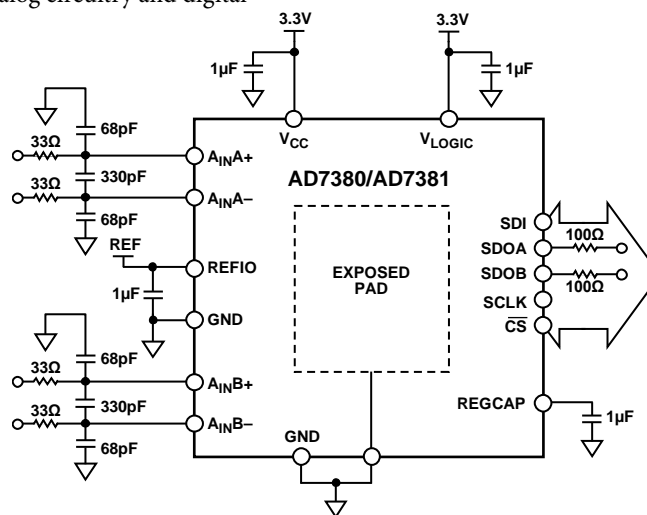 alog circuitry and digital
3.3V
3.3V
1µF
1µF
68pF
VCC
VLOGIC
33Ω
AINA+
330pF
AD7380/AD7381
33Ω
AINA–
68pF
SDI
REF
SDOA
100Ω
REFIO
EXPOSED
PAD
SDOB
100Ω
1µF
SCLK
GND
CS
68pF
33Ω
AINB+
330pF
REGCAP
33Ω
AINB–
1µF
68pF
GND